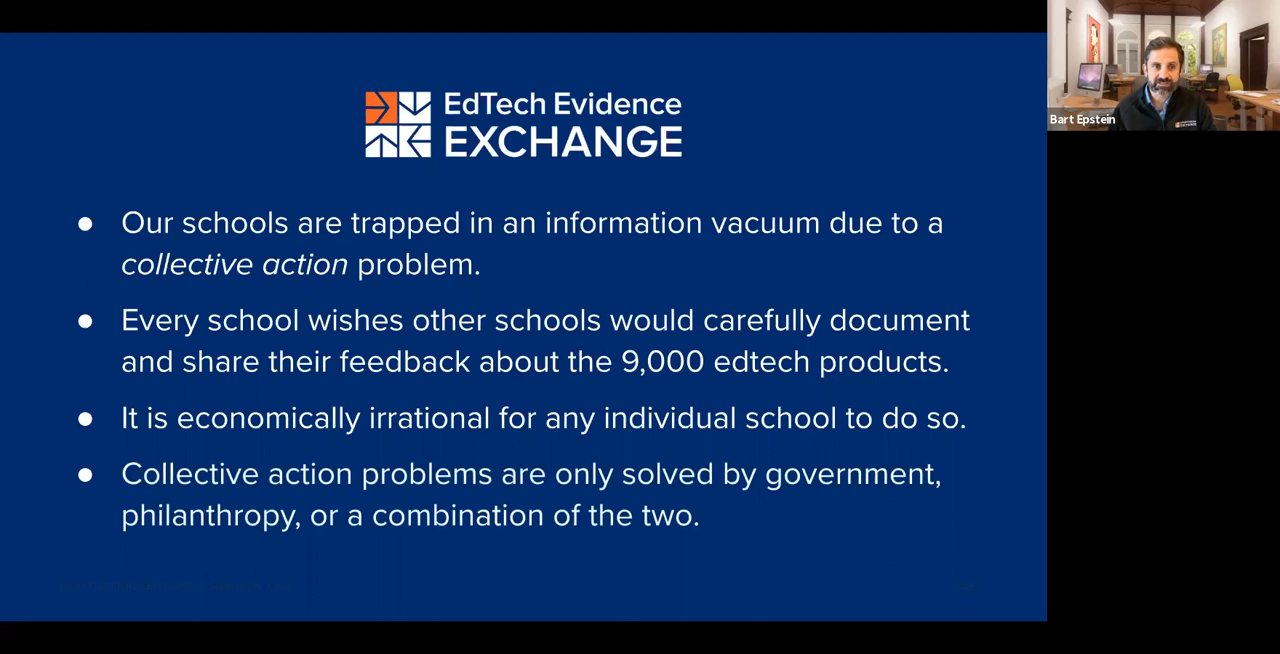 EdTech Evidence
EXCHANGE
Bart Epstein
● Our schools are trapped in an information vacuum due to a
collective action problem.
● Every school wishes other schools would carefully document
and share their feedback about the 9,000 edtech products.
● It is economically irrational for any individual school to do so.
● Collective action problems are only solved by government,
philanthropy, or a combination of the two.